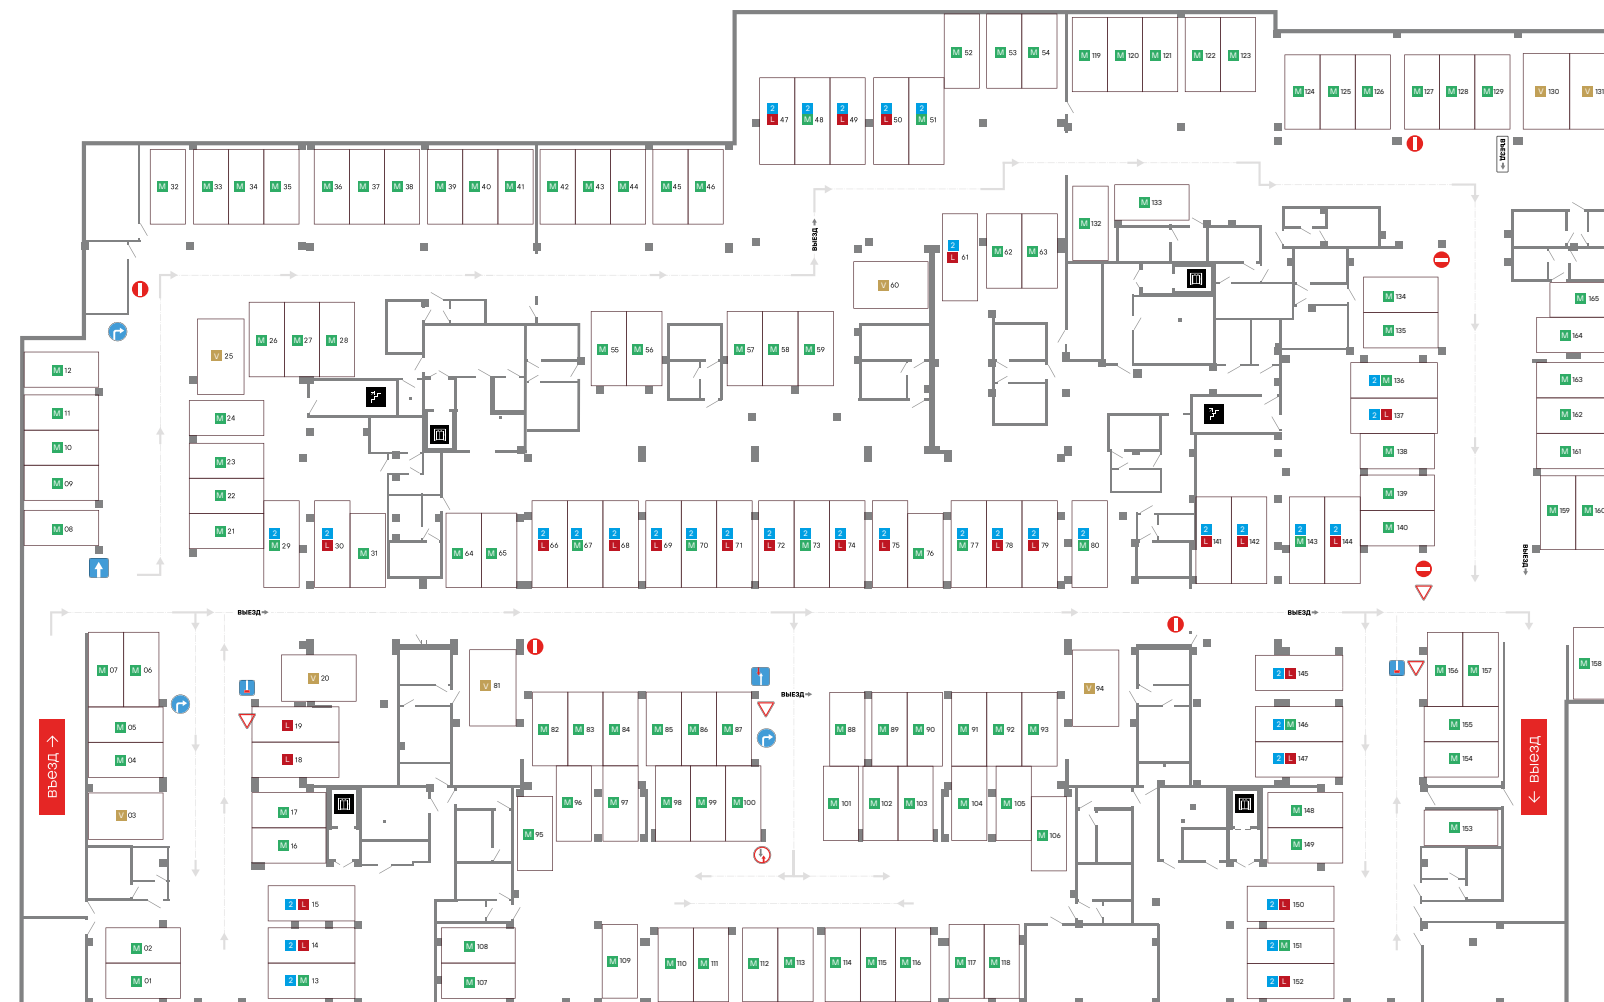 M 52 M 53 M 54
M 119 M 120 M 121 M 122 M 123
M 124 M 125 M 126 M 127 M 128 M 129 V 130 V 131
2 L 47 2 M 48 2 L 49 2 L 50 2 M 51
ВЪЕЗД
M 32 M 33 M 34 M 35 M 36 M 37 M 38 M 39 M 40 M 41 M 42 M 43 M 44 M 45 M 46
M 133
M 132
ВЫЕЗД
2 L 61 M 62 M 63
V 60
M 134
M 165
M 135
M 164
V 25 M 26 M 27 M 28
M 55 M 56 M 57 M 58 M 59
M 12
2 M 136
M 163
M 11
M 24
2 L 137
M 162
M 10
M 23
M 138
M 161
M 09
M 22
M 139
M 08
M 21
M 140
M 159 M 160
2 M 29 2 L 30 M 31 M 64 M 65 2 L 66 2 M 67 2 L 68 2 L 69 2 M 70 2 L 71 2 L 72 2 M 73 2 L 74 2 L 75 M 76 2 M 77 2 L 78 2 L 79 2 M 80 2 L 141 2 L 142 2 M 143 2 L 144
ВЫЕЗД
ВЫЕЗД
ВЫЕЗД
M 07 M 06
V 20
V 81
V 94
2 L 145
M 156 M 157
M 158
ВЫЕЗД
M 05
L 19
M 82 M 83 M 84 M 85 M 86 M 87
M 88 M 89 M 90 M 91 M 92 M 93
2 M 146
M 155
M 04
L 18
2 L 147
M 154
ВЪЕЗД
ВЫЕЗД
V 03
M 17
M 16
M 95 M 96 M 97 M 98 M 99 M 100
M 101 M 102 M 103 M 104 M 105 M 106
M 148
M 149
M 153
2 L 15
2 L 150
M 02
2 L 14
M 108
2 M 151
M 01
2 M 13
M 107
M 109 M 110 M 111 M 112 M 113 M 114 M 115 M 116 M 117 M 118
2 L 152